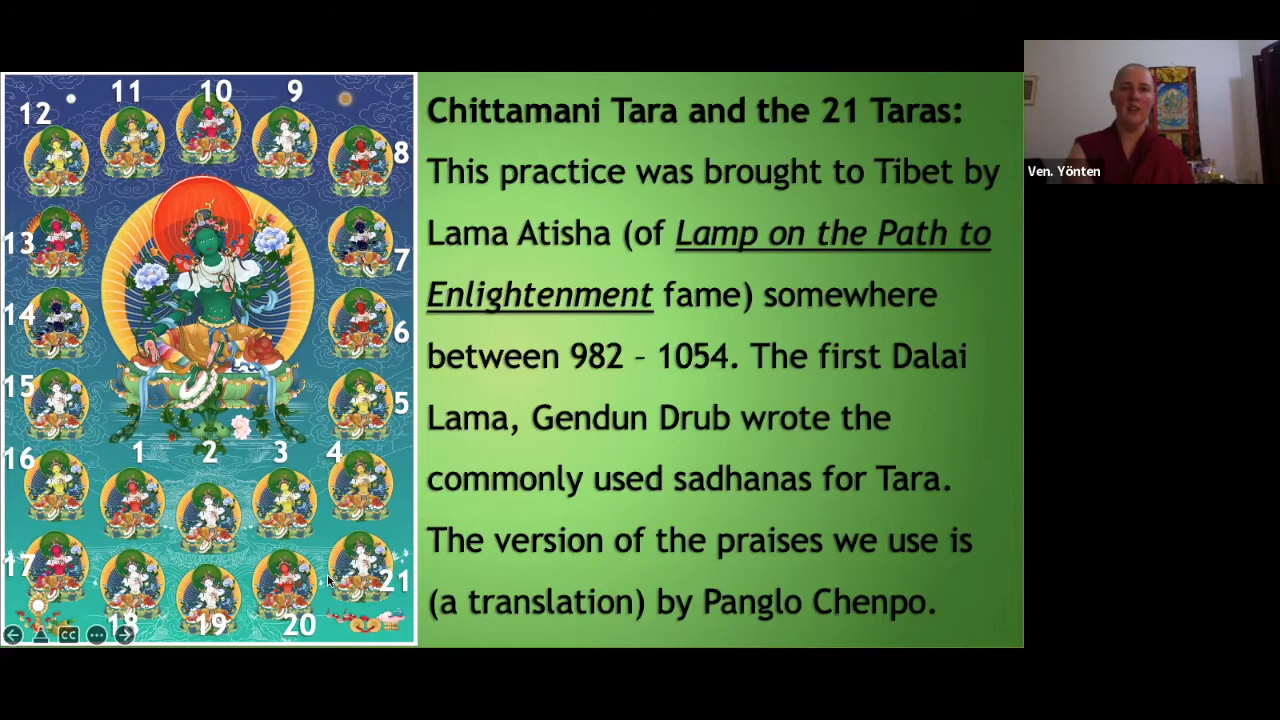 12
11
10
9
8
13
7
14
6
15
5
16
1
2
3
4
17
18
19
20
21
CC
Chittamani Tara and the 21 Taras:
This practice was brought to Tibet by
Lama Atisha (of Lamp on the Path to
Enlightenment fame) somewhere
between 982 – 1054. The first Dalai
Lama, Gendun Drub wrote the
commonly used sadhanas for Tara.
The version of the praises we use is
(a translation) by Panglo Chenpo.
Ven. Yönten